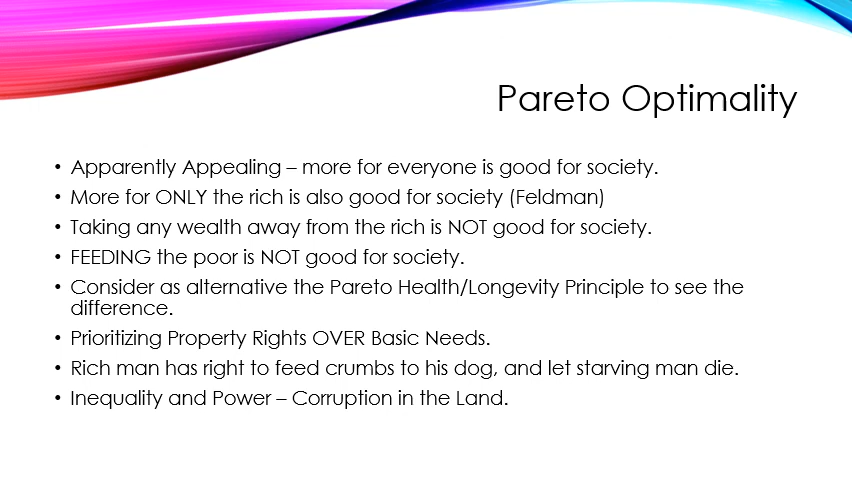 Pareto Optimality
• Apparently Appealing – more for everyone is good for society.
• More for ONLY the rich is also good for society (Feldman)
• Taking any wealth away from the rich is NOT good for society.
• FEEDING the poor is NOT good for society.
• Consider as alternative the Pareto Health/Longevity Principle to see the
difference.
• Prioritizing Property Rights OVER Basic Needs.
• Rich man has right to feed crumbs to his dog, and let starving man die.
• Inequality and Power – Corruption in the Land.